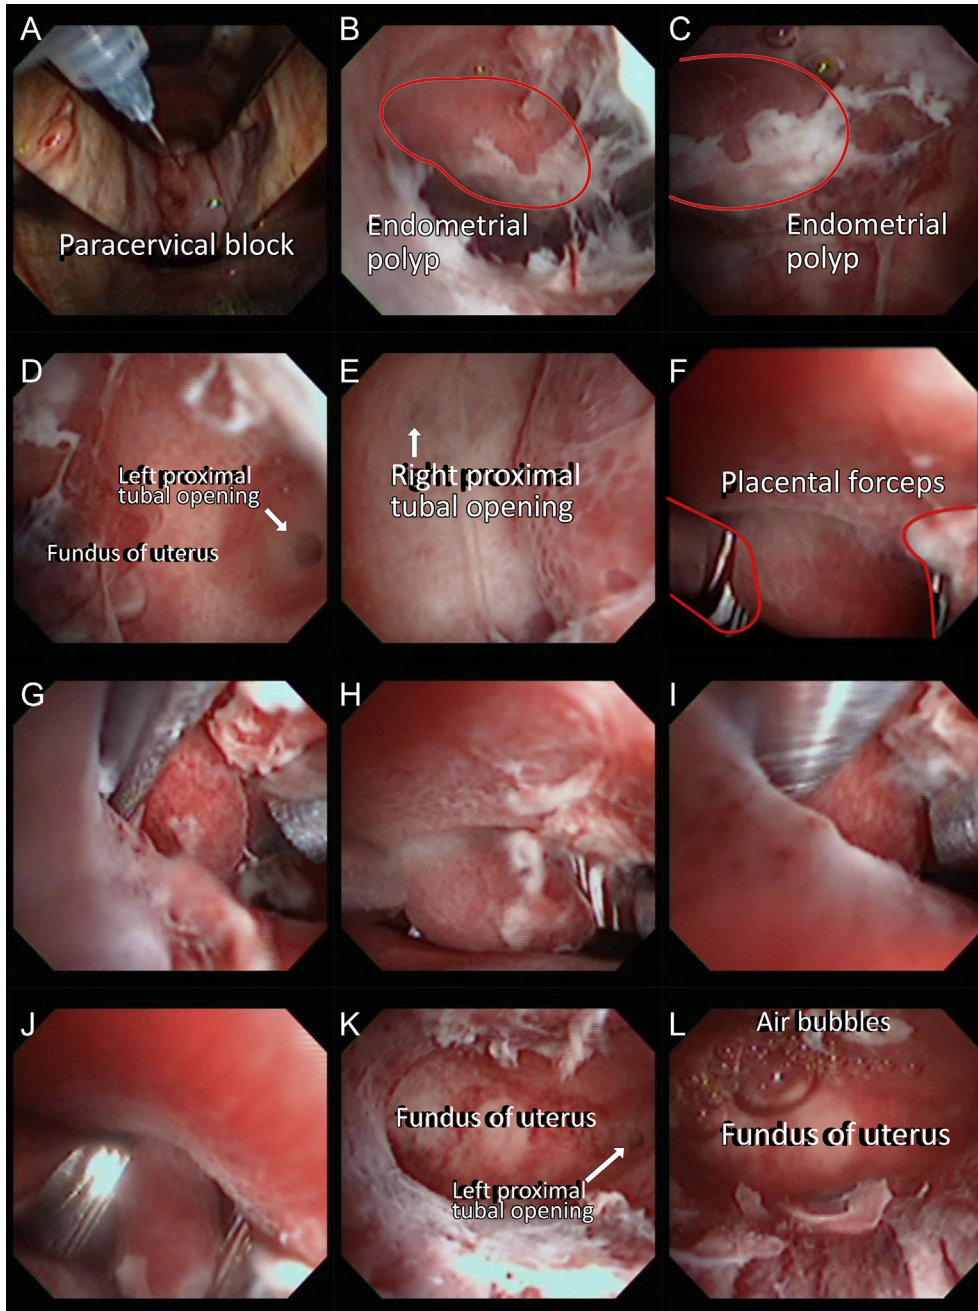 A
Paracervical block
B
Endometrial
polyp
C
Endometrial
polyp
D
Left proximal
tubal opening
Fundus of uterus
E
Right proximal
tubal opening
F
Placental forceps
G
H
I
J
K
Fundus of uterus
Left proximal
tubal opening
L
Air bubbles
Fundus of uterus